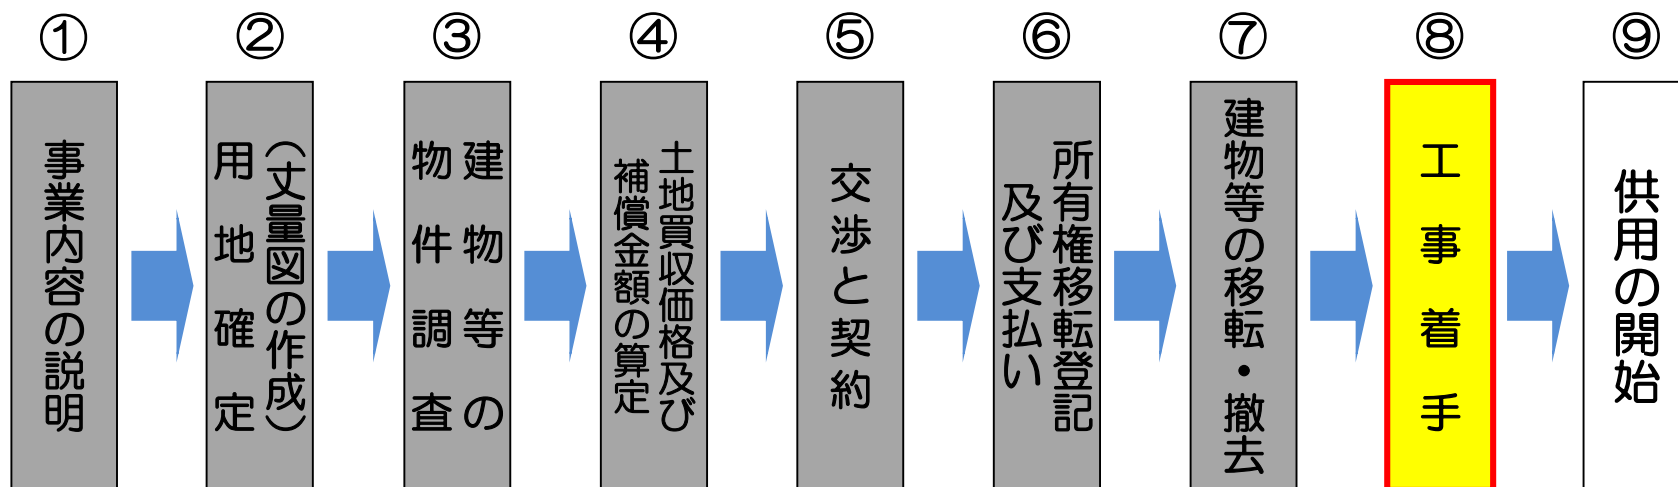 ①
事業内容の説明
②
(丈量図の作成)
用地確定
③
建物等の
物件調査
④
土地買収価格及び
補償金額の算定
⑤
交渉と契約
⑥
所有権移転登記
及び支払い
⑦
建物等の移転・撤去
⑧
工事着手
⑨
供用の開始